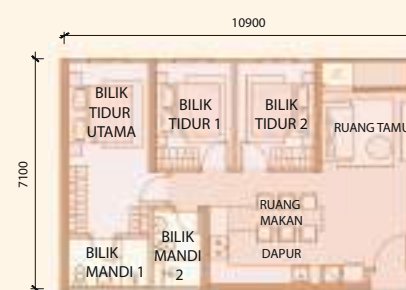 10900
7100
BILIK
TIDUR
UTAMA
BILIK
TIDUR 1
BILIK
TIDUR 2
RUANG TAMU
RUANG
MAKAN
DAPUR
BILIK
MANDI 1
BILIK
MANDI
2